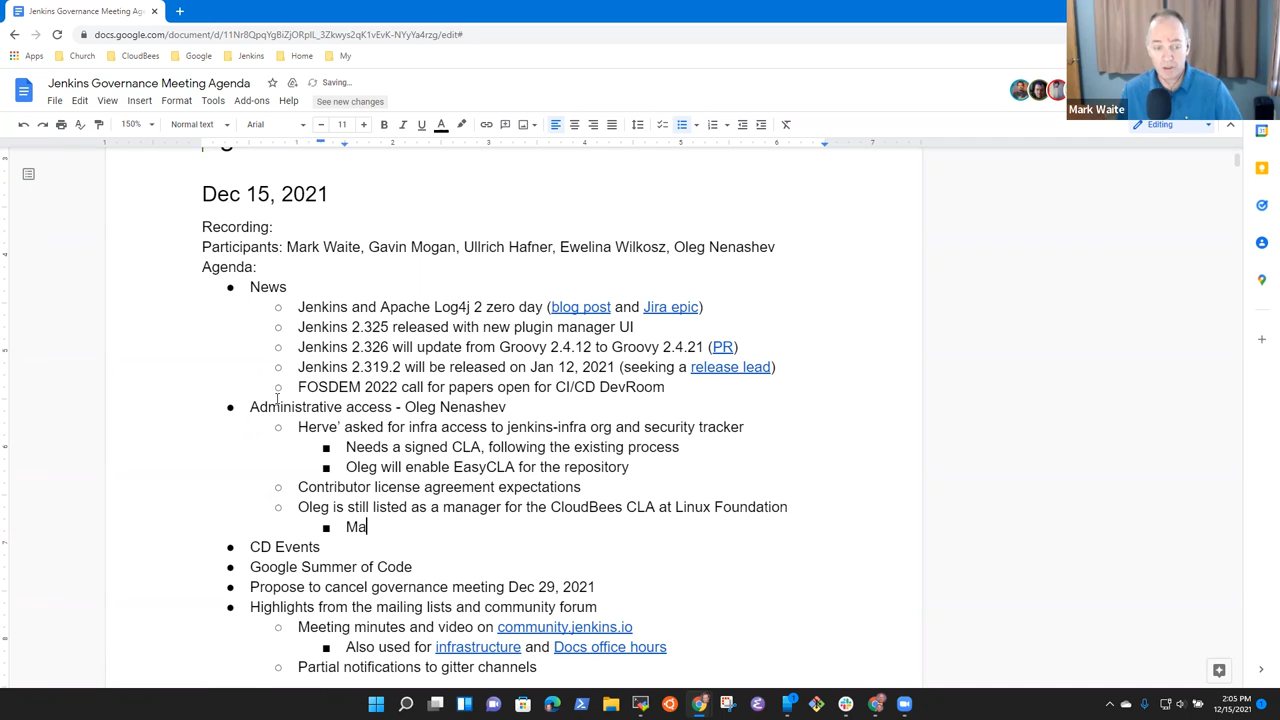 Jenkins Governance Meeting Age
docs.google.com/document/d/11Nr8QpqYgBiZjORpIL_3Zkwys2qK1vEvK-NYyYa4rzg/edit#
Apps Church CloudBees Google Jenkins Home My
Jenkins Governance Meeting Agenda Saving...
File Edit View Insert Format Tools Add-ons Help See new changes
150% Normal text Arial 11 Editing
Mark Waite
Dec 15, 2021
Recording:
Participants: Mark Waite, Gavin Mogan, Ullrich Hafner, Ewelina Wilkosz, Oleg Nenashev
Agenda:
● News
○ Jenkins and Apache Log4j 2 zero day (blog post and Jira epic)
○ Jenkins 2.325 released with new plugin manager UI
○ Jenkins 2.326 will update from Groovy 2.4.12 to Groovy 2.4.21 (PR)
○ Jenkins 2.319.2 will be released on Jan 12, 2021 (seeking a release lead)
○ FOSDEM 2022 call for papers open for CI/CD DevRoom
● Administrative access - Oleg Nenashev
○ Herve’ asked for infra access to jenkins-infra org and security tracker
■ Needs a signed CLA, following the existing process
■ Oleg will enable EasyCLA for the repository
○ Contributor license agreement expectations
○ Oleg is still listed as a manager for the CloudBees CLA at Linux Foundation
■ Ma
● CD Events
● Google Summer of Code
● Propose to cancel governance meeting Dec 29, 2021
● Highlights from the mailing lists and community forum
○ Meeting minutes and video on community.jenkins.io
■ Also used for infrastructure and Docs office hours
○ Partial notifications to gitter channels
2:05 PM
12/15/2021